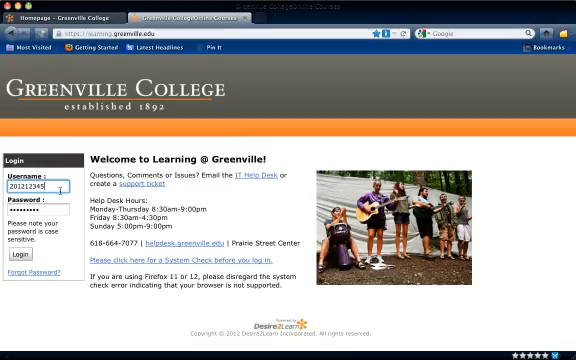 Greenville CollegeOnline Courses
Homepage - Greenville College
Greenville CollegeOnline Courses
https://learning.greenville.edu
Google
Most Visited
Getting Started
Latest Headlines
Pin It
Bookmarks
GREENVILLE COLLEGE
established 1892
Login
Username :
201212345
Password :
•••••••••
Please note your
password is case
sensitive.
Login
Forgot Password?
Welcome to Learning @ Greenville!
Questions, Comments or Issues? Email the IT Help Desk or
create a support ticket
Help Desk Hours:
Monday-Thursday 8:30am-9:00pm
Friday 8:30am-4:30pm
Sunday 5:00pm-9:00pm
618-664-7077 | helpdesk.greenville.edu | Prairie Street Center
Please click here for a System Check before you log in.
If you are using Firefox 11 or 12, please disregard the system
check error indicating that your browser is not supported.
Powered by
Desire2Learn
Copyright © 2012 Desire2Learn Incorporated. All rights reserved.